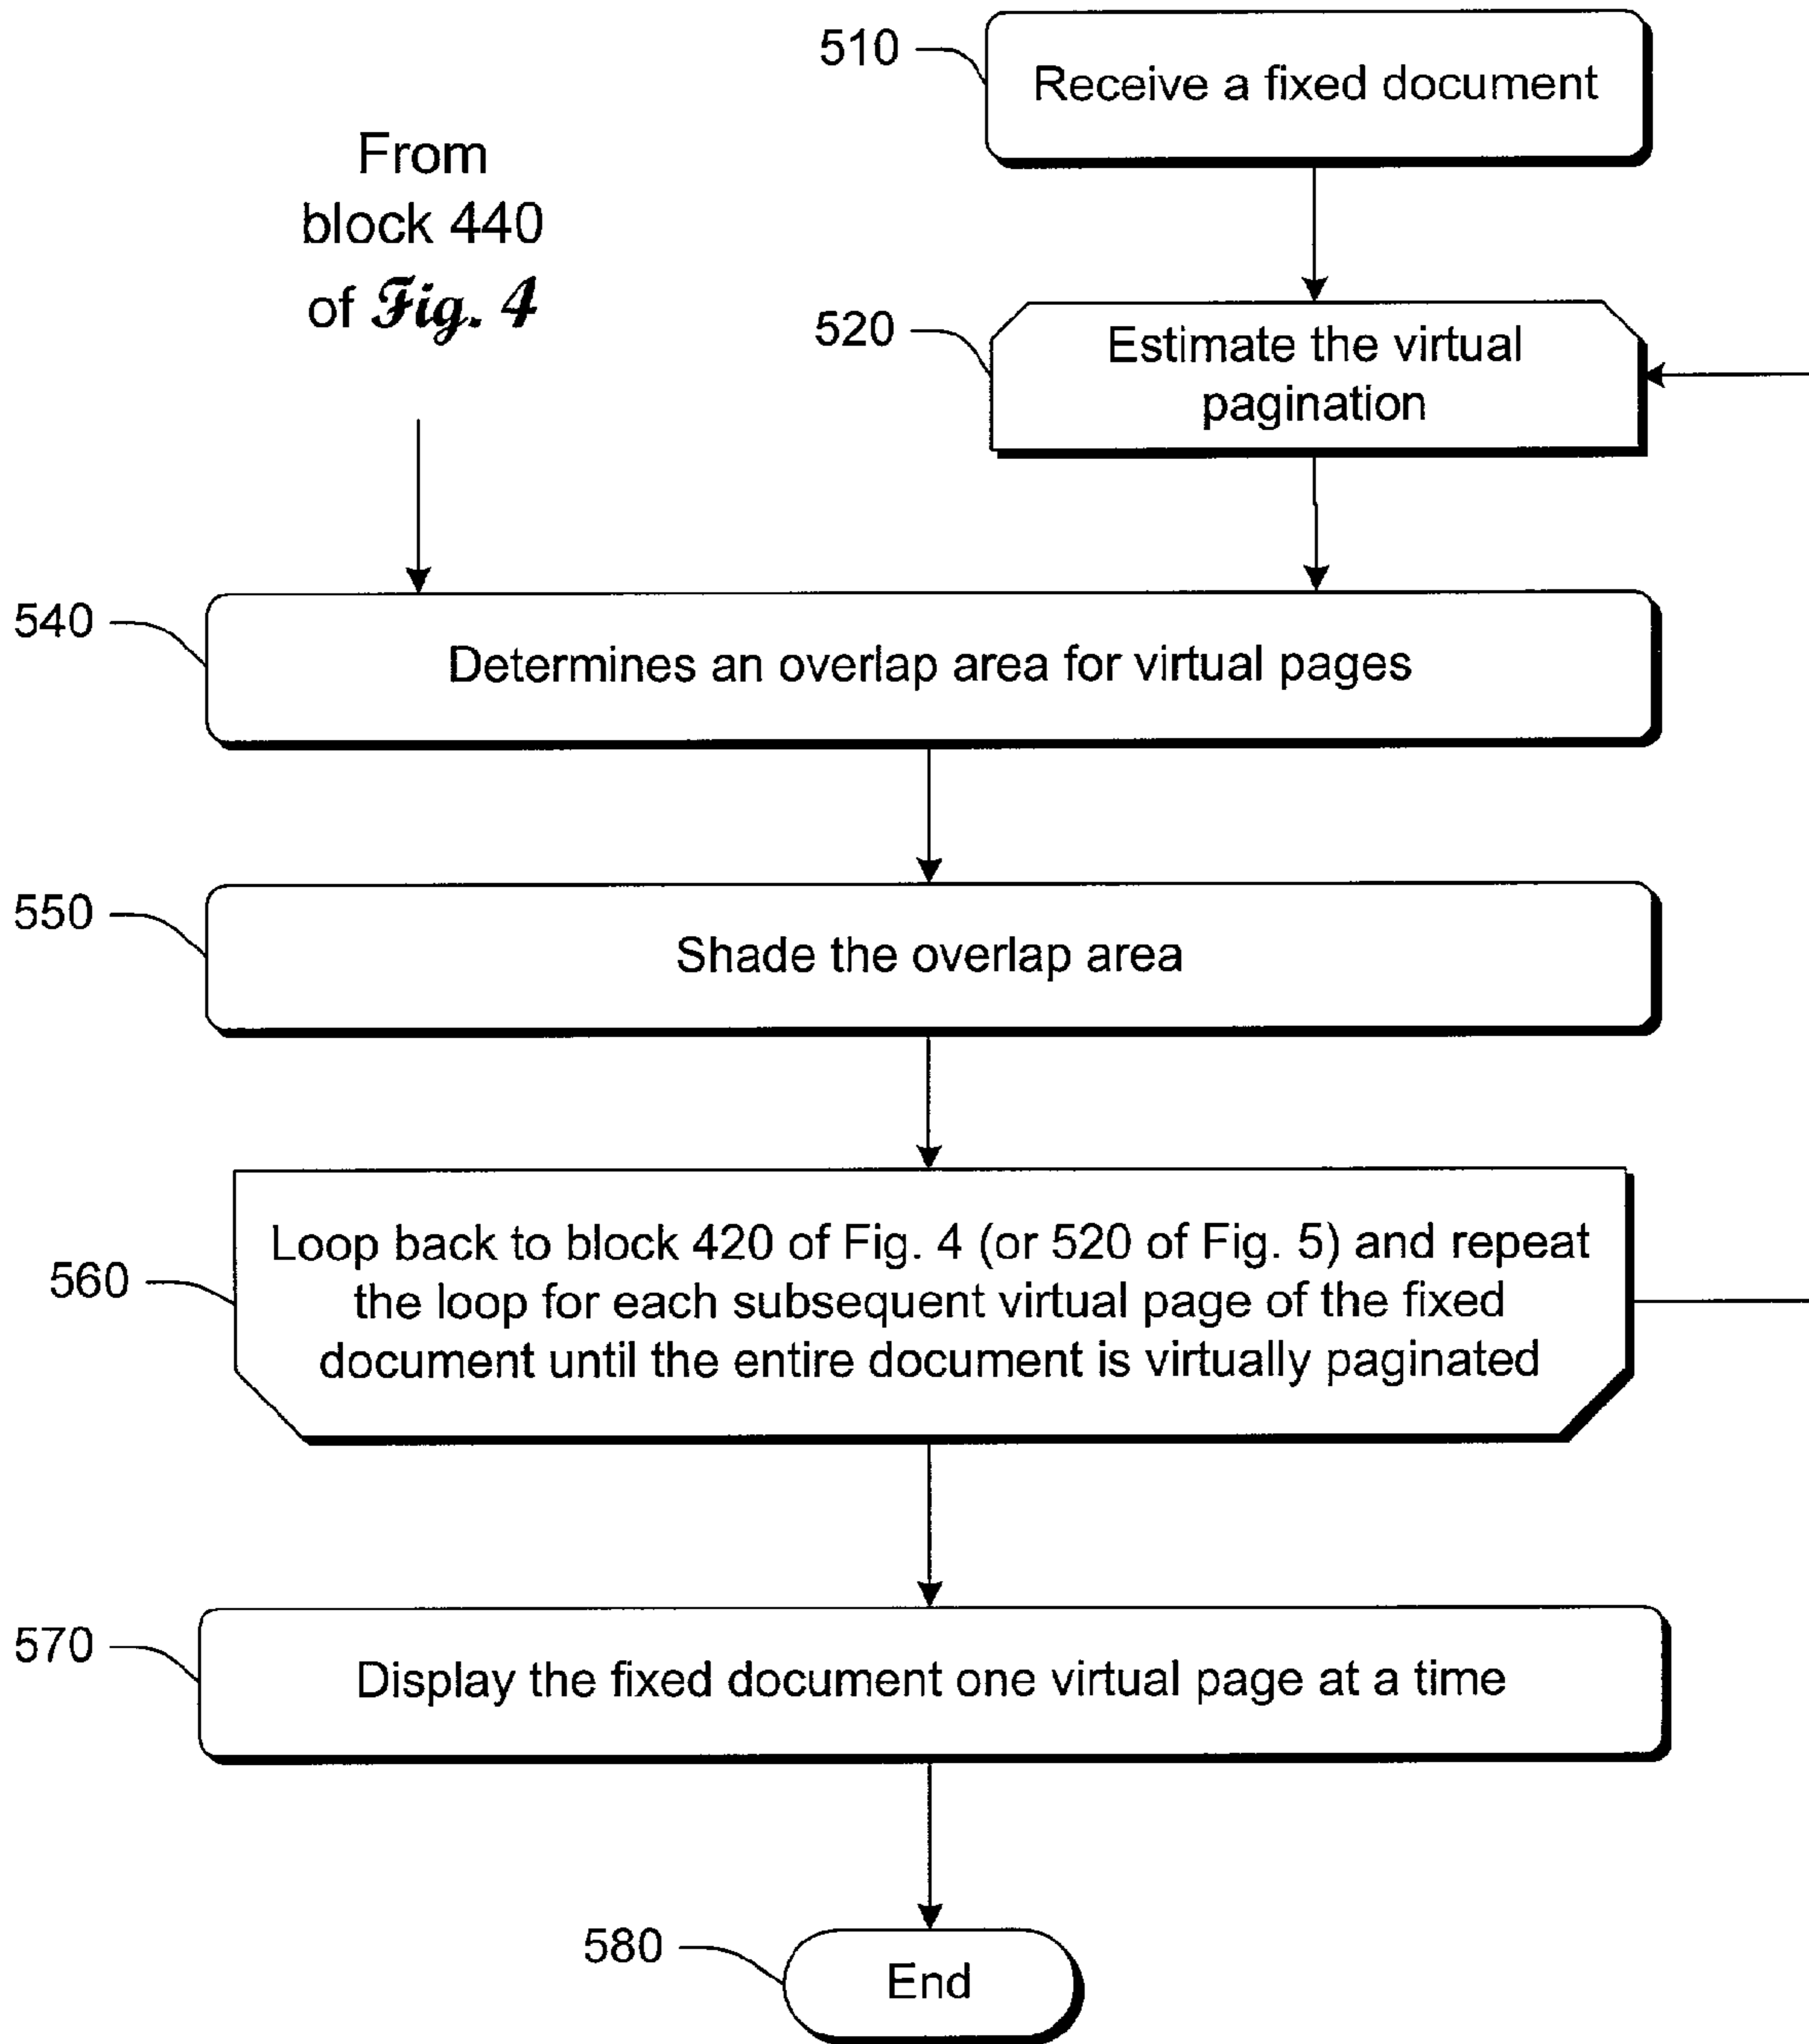 510
Receive a fixed document
From
block 440
of Fig. 4
520
Estimate the virtual
pagination
540
Determines an overlap area for virtual pages
550
Shade the overlap area
560
Loop back to block 420 of Fig. 4 (or 520 of Fig. 5) and repeat
the loop for each subsequent virtual page of the fixed
document until the entire document is virtually paginated
570
Display the fixed document one virtual page at a time
580
End